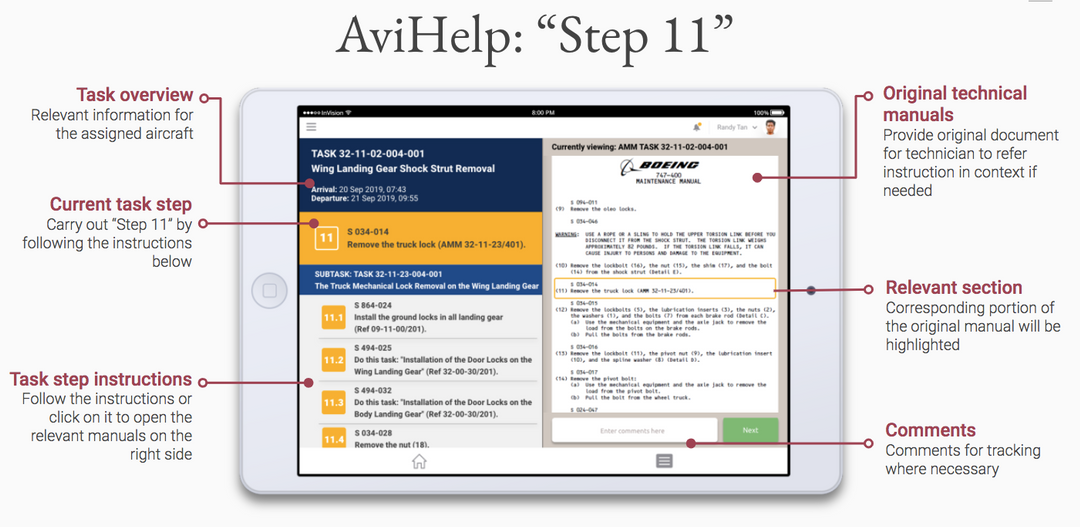 AviHelp: “Step 11”
Task overview
Relevant information for
the assigned aircraft
Current task step
Carry out “Step 11” by
following the instructions
below
Task step instructions
Follow the instructions or
click on it to open the
relevant manuals on the
right side
InVision
8:00 PM
100%
Randy Tan
TASK 32-11-02-004-001
Wing Landing Gear Shock Strut Removal
Arrival: 20 Sep 2019, 07:43
Departure: 21 Sep 2019, 09:55
11
S 034-014
Remove the truck lock (AMM 32-11-23/401).
SUBTASK: TASK 32-11-23-004-001
The Truck Mechanical Lock Removal on the Wing Landing Gear
11.1
S 864-024
Install the ground locks in all landing gear
(Ref 09-11-00/201).
11.2
S 494-025
Do this task: "Installation of the Door Locks on the
Wing Landing Gear" (Ref 32-00-30/201).
11.3
S 494-032
Do this task: "Installation of the Door Locks on the
Body Landing Gear" (Ref 32-00-30/201).
11.4
S 034-028
Remove the nut (18).
Currently viewing: AMM TASK 32-11-02-004-001
BOEING
747-400
MAINTENANCE MANUAL
S 094-011
(9) Remove the oleo locks.
S 034-046
WARNING: USE A ROPE OR A SLING TO HOLD THE UPPER TORSION LINK BEFORE YOU
DISCONNECT IT FROM THE SHOCK STRUT. THE TORSION LINK WEIGHS
APPROXIMATELY 82 POUNDS. IF THE TORSION LINK FALLS, IT CAN
CAUSE INJURY TO PERSONS AND DAMAGE TO THE EQUIPMENT.
(10) Remove the lockbolt (16), the nut (15), the shim (17), and the bolt
(14) from the shock strut (Detail E).
S 034-014
(11) Remove the truck lock (AMM 32-11-23/401).
S 034-015
(12) Remove the lockbolts (5), the lubrication inserts (3), the nuts (2),
the washers (1), and the bolts (7) from each brake rod (Detail C).
(a) Use the mechanical equipment and the axle jack to remove the
load from the bolts on the brake rods.
(b) Pull the bolts from the brake rods.
S 034-016
(13) Remove the lockbolt (11), the pivot nut (9), the lubrication insert
(10), and the spline washer (8) (Detail D).
S 034-017
(14) Remove the pivot bolt:
(a) Use the mechanical equipment and the axle jack to remove the
load from the pivot bolt.
(b) Pull the bolt from the wheel truck.
S 024-047
Enter comments here
Next
Original technical
manuals
Provide original document
for technician to refer
instruction in context if
needed
Relevant section
Corresponding portion of
the original manual will be
highlighted
Comments
Comments for tracking
where necessary